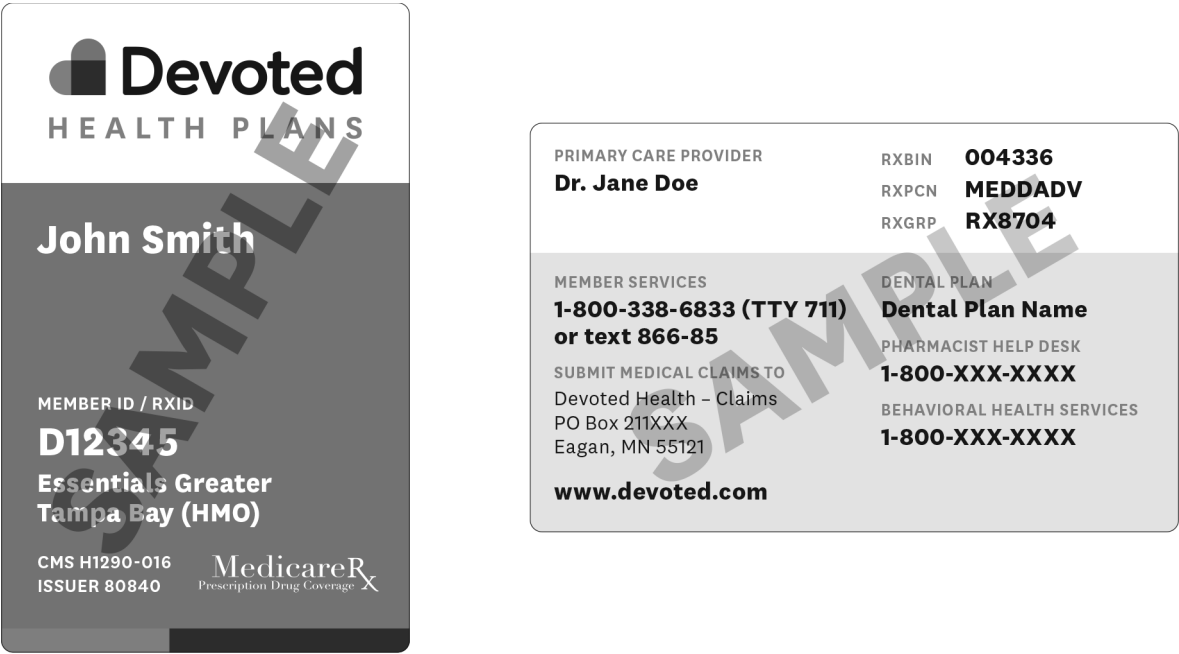 Devoted
HEALTH PLANS
John Smith
MEMBER ID / RXID
D12345
Essentials Greater
Tampa Bay (HMO)
CMS H1290-016
ISSUER 80840
MedicareRx
Prescription Drug Coverage
SAMPLE
PRIMARY CARE PROVIDER
Dr. Jane Doe
RXBIN 004336
RXPCN MEDDADV
RXGRP RX8704
MEMBER SERVICES
1-800-338-6833 (TTY 711)
or text 866-85
SUBMIT MEDICAL CLAIMS TO
Devoted Health – Claims
PO Box 211XXX
Eagan, MN 55121
www.devoted.com
DENTAL PLAN
Dental Plan Name
PHARMACIST HELP DESK
1-800-XXX-XXXX
BEHAVIORAL HEALTH SERVICES
1-800-XXX-XXXX
SAMPLE